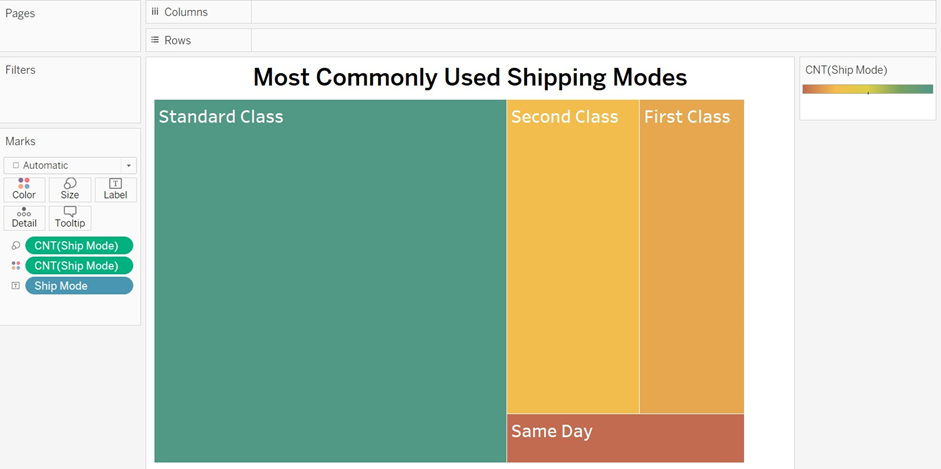 Pages
Columns
Rows
Filters
Most Commonly Used Shipping Modes
CNT(Ship Mode)
Marks
Automatic
Color
Size
Label
Detail
Tooltip
CNT(Ship Mode)
CNT(Ship Mode)
Ship Mode
Standard Class
Second Class
First Class
Same Day